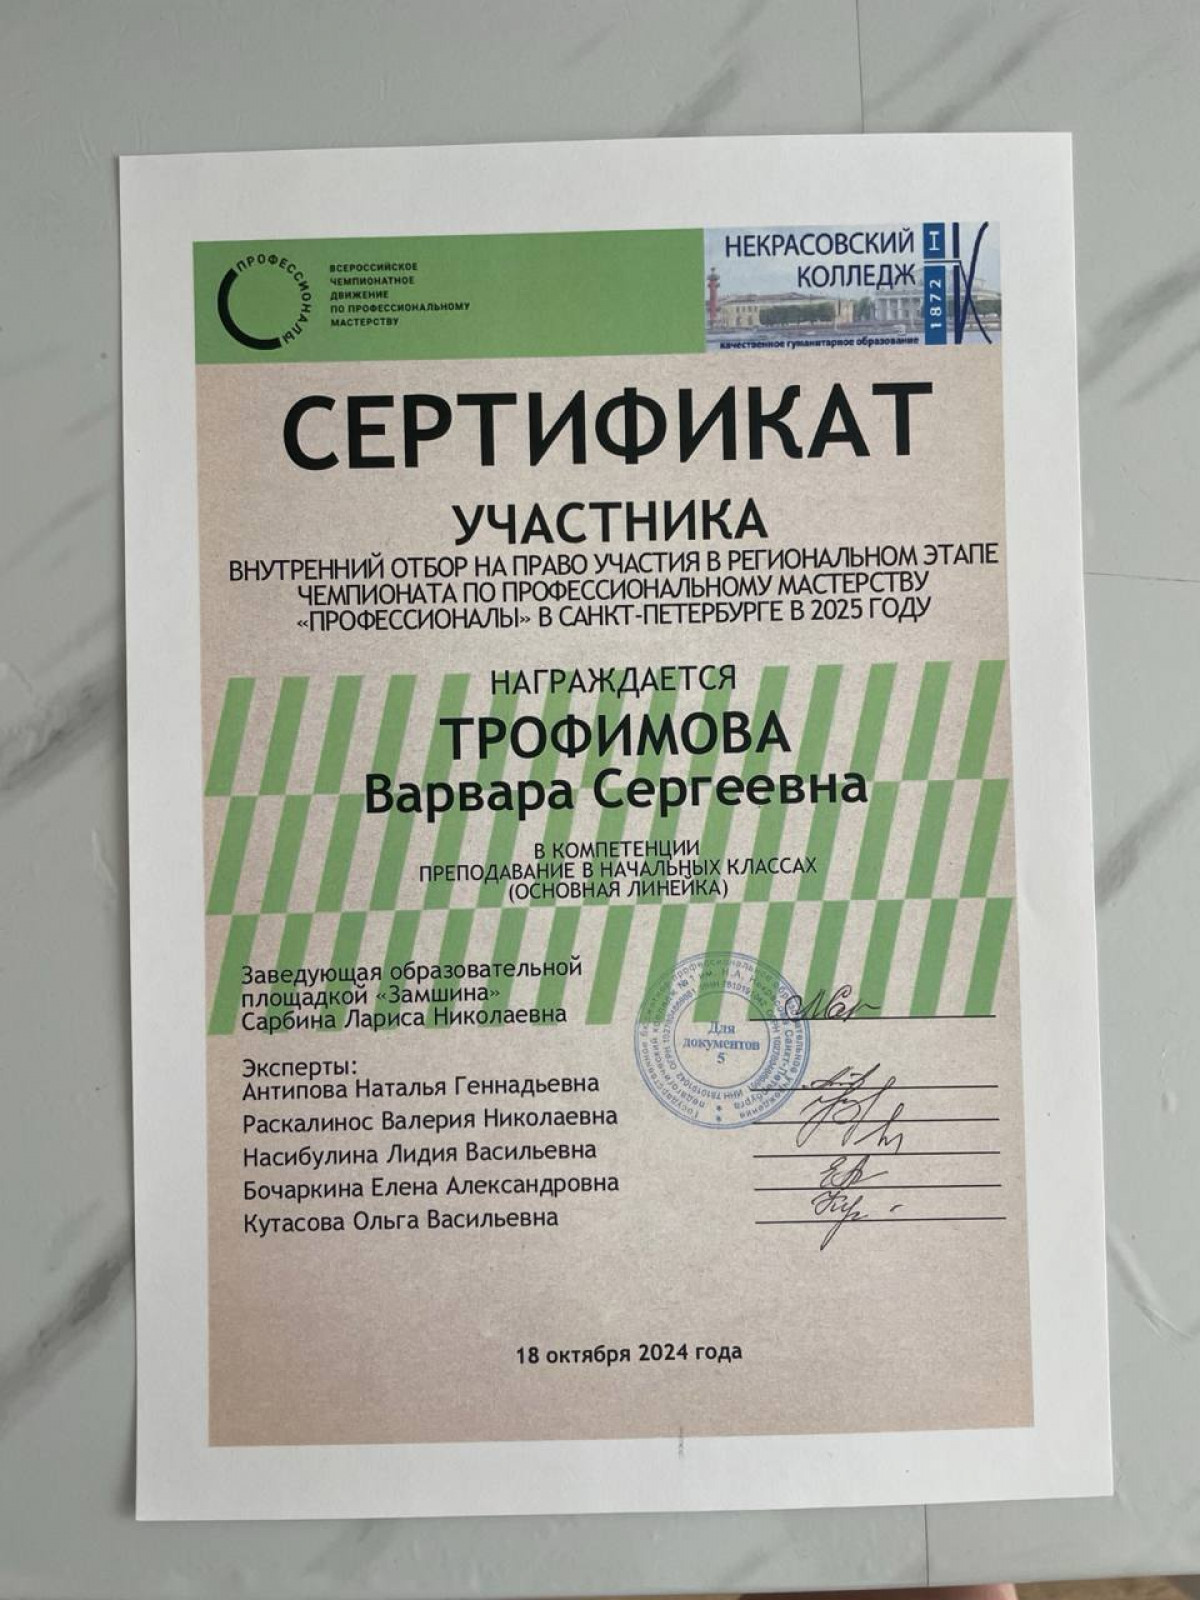 ПРОФЕССИОНАЛЫ
ВСЕРОССИЙСКОЕ
ЧЕМПИОНАТНОЕ
ДВИЖЕНИЕ
ПО ПРОФЕССИОНАЛЬНОМУ
МАСТЕРСТВУ
НЕКРАСОВСКИЙ
КОЛЛЕДЖ
1872
качественное гуманитарное образование
СЕРТИФИКАТ
УЧАСТНИКА
ВНУТРЕННИЙ ОТБОР НА ПРАВО УЧАСТИЯ В РЕГИОНАЛЬНОМ ЭТАПЕ
ЧЕМПИОНАТА ПО ПРОФЕССИОНАЛЬНОМУ МАСТЕРСТВУ
«ПРОФЕССИОНАЛЫ» В САНКТ-ПЕТЕРБУРГЕ В 2025 ГОДУ
НАГРАЖДАЕТСЯ
ТРОФИМОВА
Варвара Сергеевна
В КОМПЕТЕНЦИИ
ПРЕПОДАВАНИЕ В НАЧАЛЬНЫХ КЛАССАХ
(ОСНОВНАЯ ЛИНЕЙКА)
Заведующая образовательной
площадкой «Замшина»
Сарбина Лариса Николаевна
Для
документов
5
Эксперты:
Антипова Наталья Геннадьевна
Раскалинос Валерия Николаевна
Насибулина Лидия Васильевна
Бочаркина Елена Александровна
Кутасова Ольга Васильевна
18 октября 2024 года